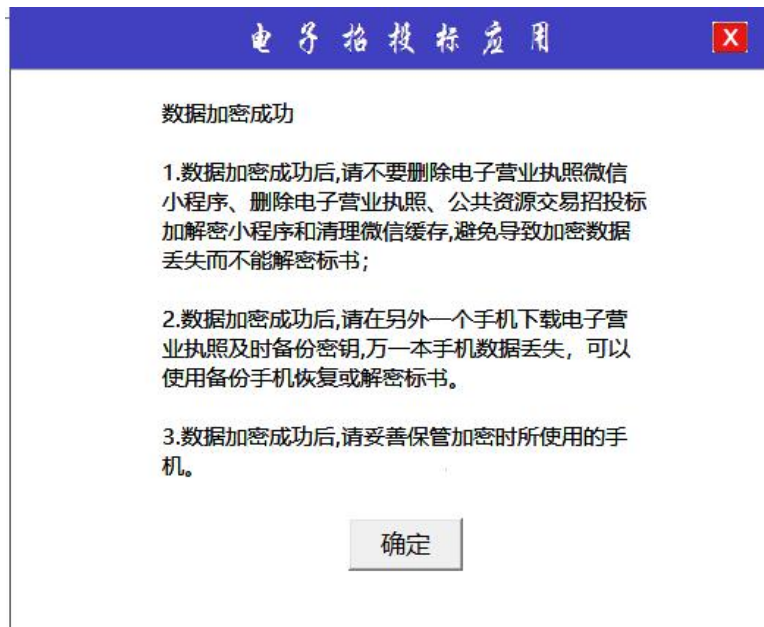 电子招投标应用
X
数据加密成功
1.数据加密成功后,请不要删除电子营业执照微信
小程序、删除电子营业执照、公共资源交易招投标
加解密小程序和清理微信缓存,避免导致加密数据
丢失而不能解密标书；
2.数据加密成功后,请在另外一个手机下载电子营
业执照及时备份密钥,万一本手机数据丢失，可以
使用备份手机恢复或解密标书。
3.数据加密成功后,请妥善保管加密时所使用的手
机。
确定